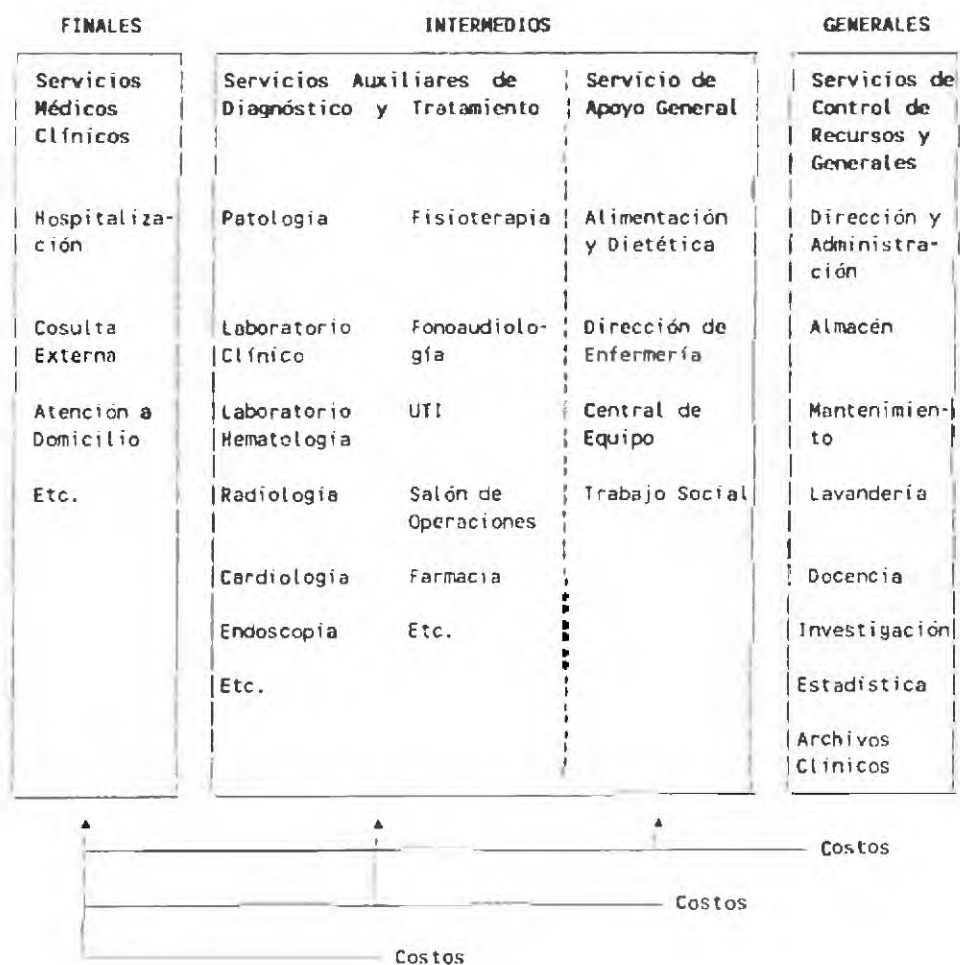 FINALES
INTERMEDIOS
GENERALES
Servicios
Médicos
Clínicos
Hospitaliza-
ción
Cosulta
Externa
Atención a
Domicilio
Etc.
Servicios Auxiliares de
Diagnóstico y Tratamiento
Patologia
Laboratorio
Clínico
Laboratorio
Hematología
Radiología
Cardiologia
Endoscopia
Etc.
Fisioterapia
Fonoaudiolo-
gía
UTI
Salón de
Operaciones
Farmacia
Etc.
Servicio de
Apoyo General
Alimentación
y Dietética
Dirección de
Enfermería
Central de
Equipo
Trabajo Social
Servicios de
Control de
Recursos y
Generales
Dirección y
Administra-
ción
Almacén
Mantenimien-
to
Lavandería
Docencia
Investigación
Estadística
Archivos
Clínicos
Costos
Costos
Costos